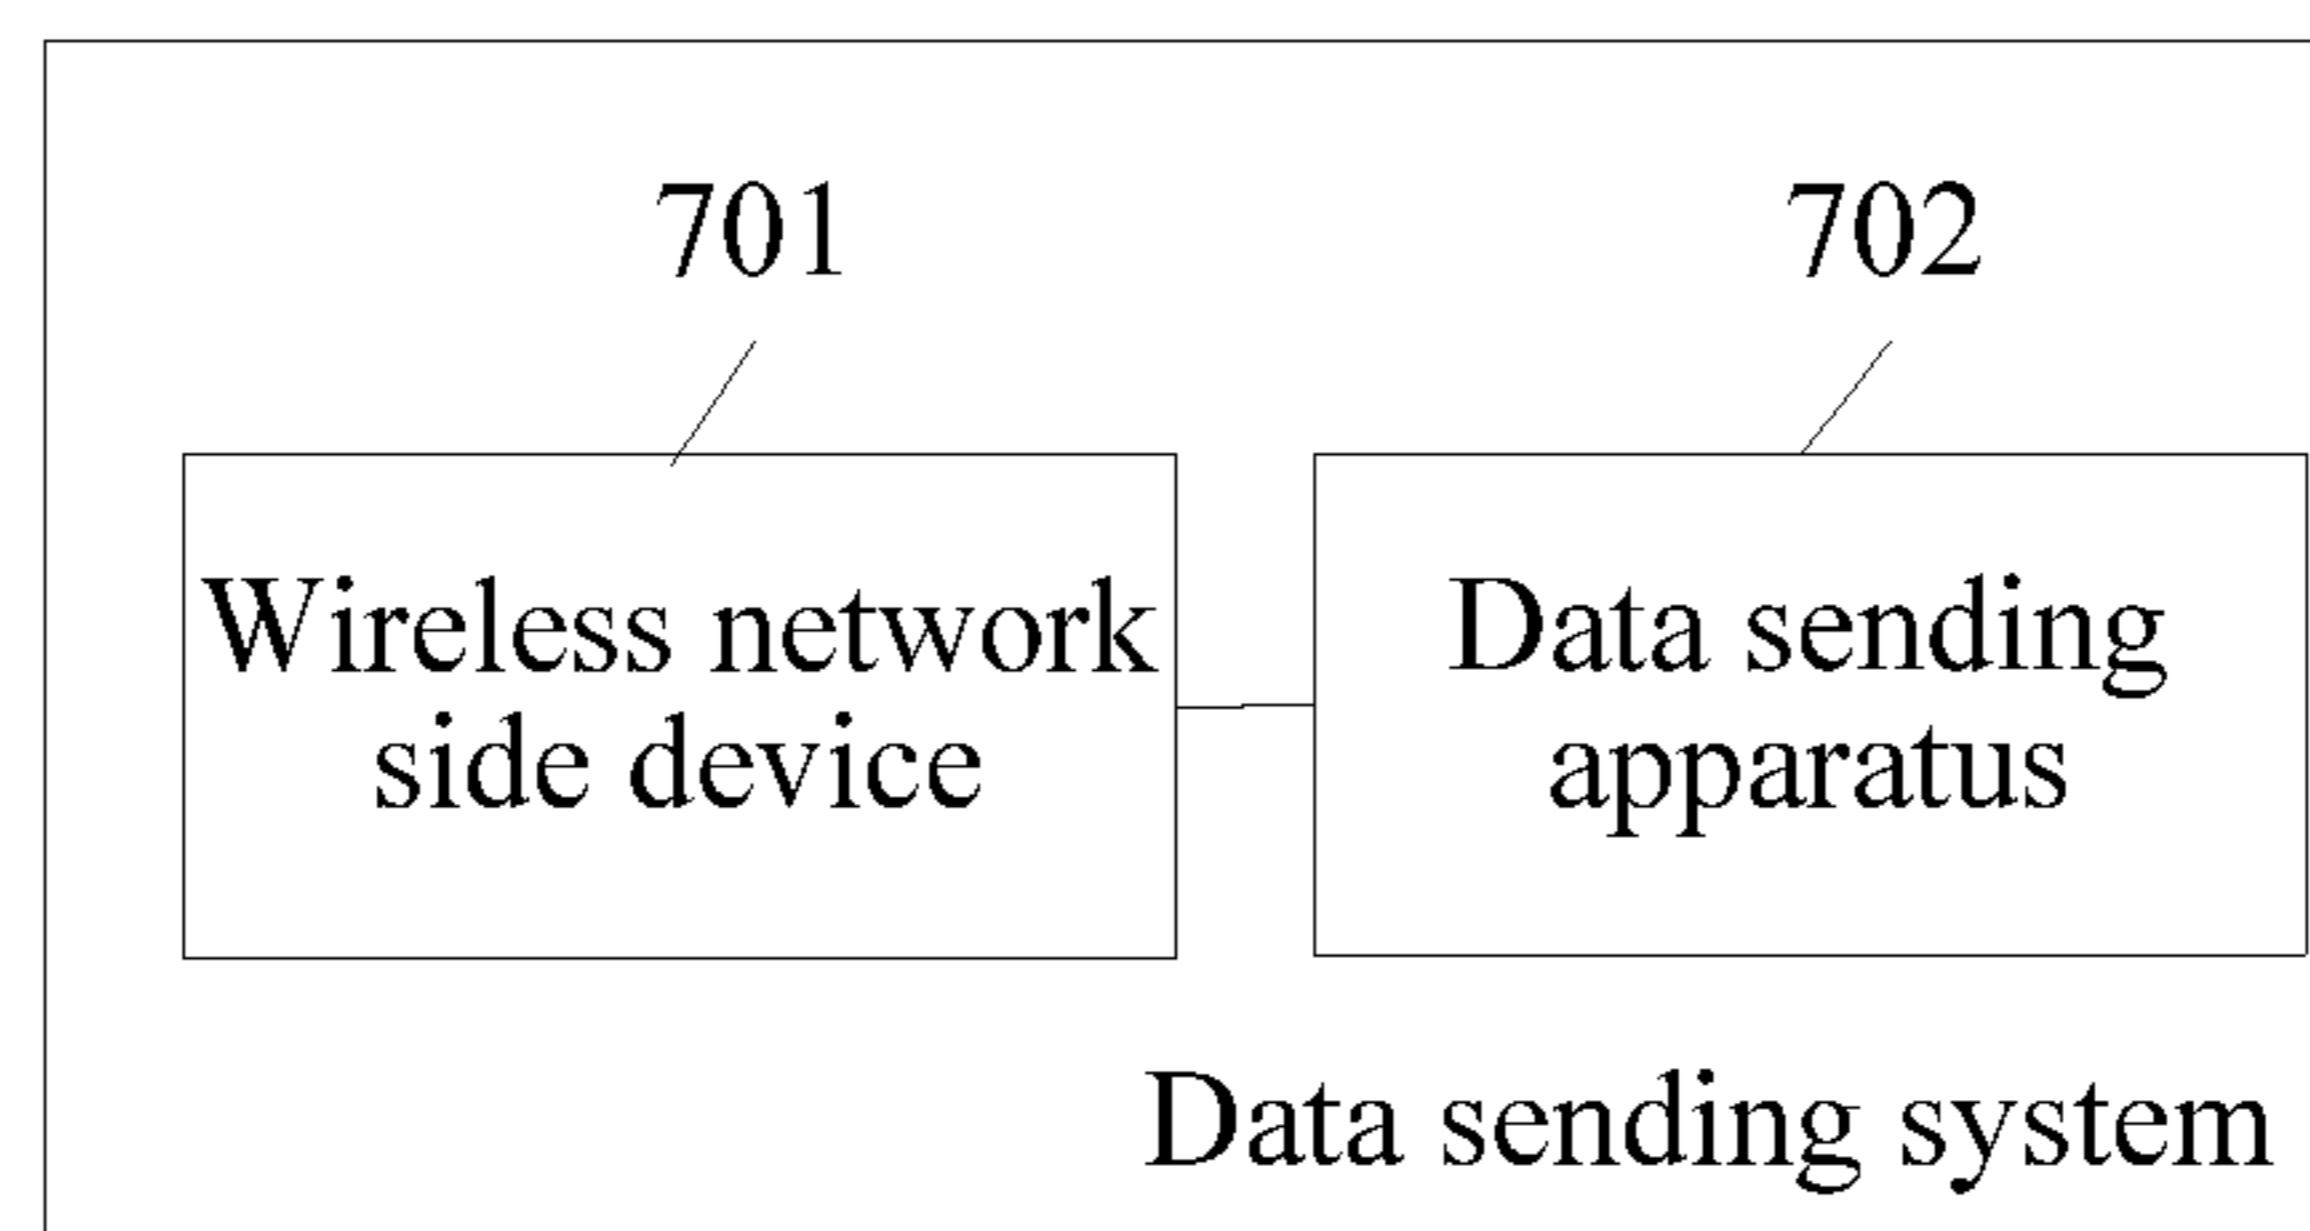 701
702
Wireless network
side device
Data sending
apparatus
Data sending system